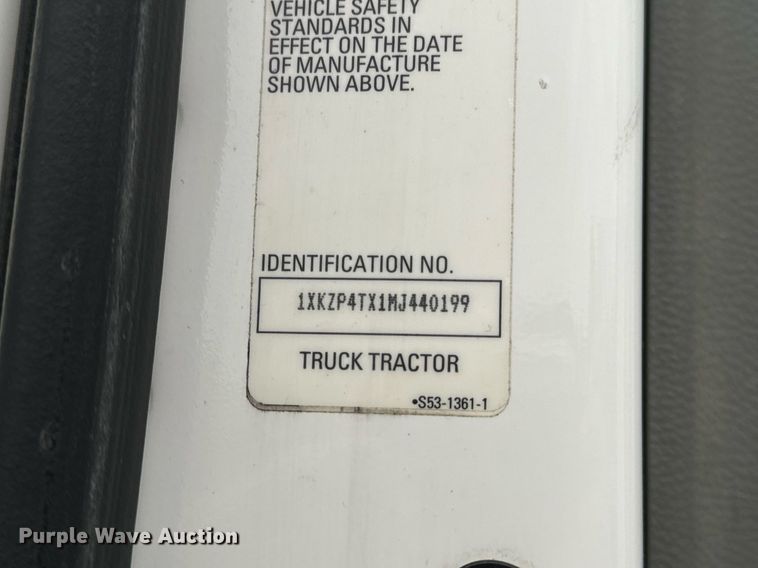 VEHICLE SAFETY
STANDARDS IN
EFFECT ON THE DATE
OF MANUFACTURE
SHOWN ABOVE.
IDENTIFICATION NO.
1XKZP4TX1MJ440199
TRUCK TRACTOR
•S53-1361-1
Purple Wave Auction